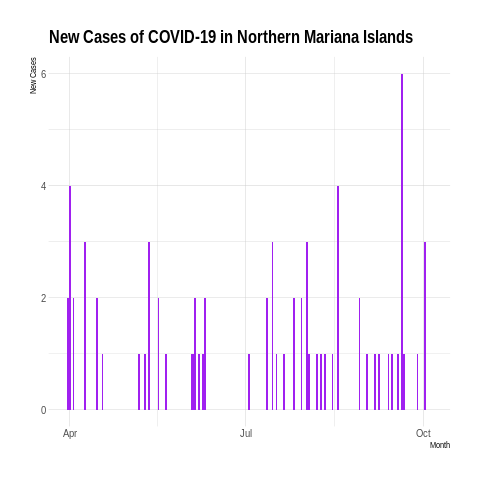 New Cases of COVID-19 in Northern Mariana Islands
New Cases
6
4
2
0
Apr
Jul
Oct
Month